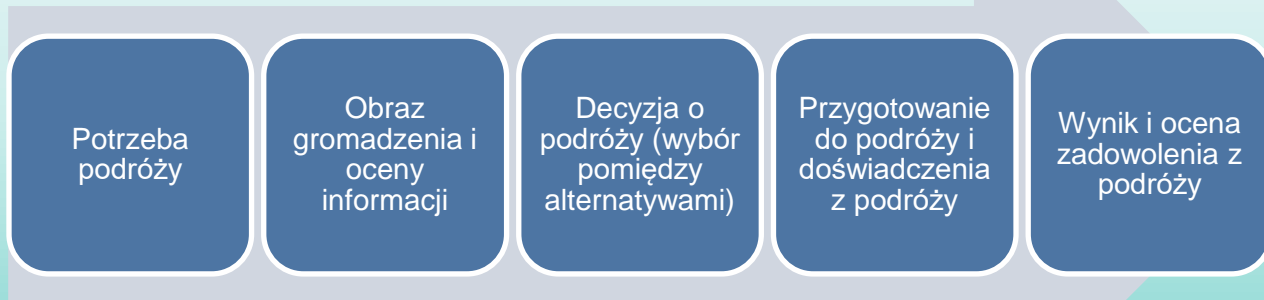 Potrzeba
podróży
Obraz
gromadzenia i
oceny
informacji
Decyzja o
podróży (wybór
pomiędzy
alternatywami)
Przygotowanie
do podróży i
doświadczenia
z podróży
Wynik i ocena
zadowolenia z
podróży